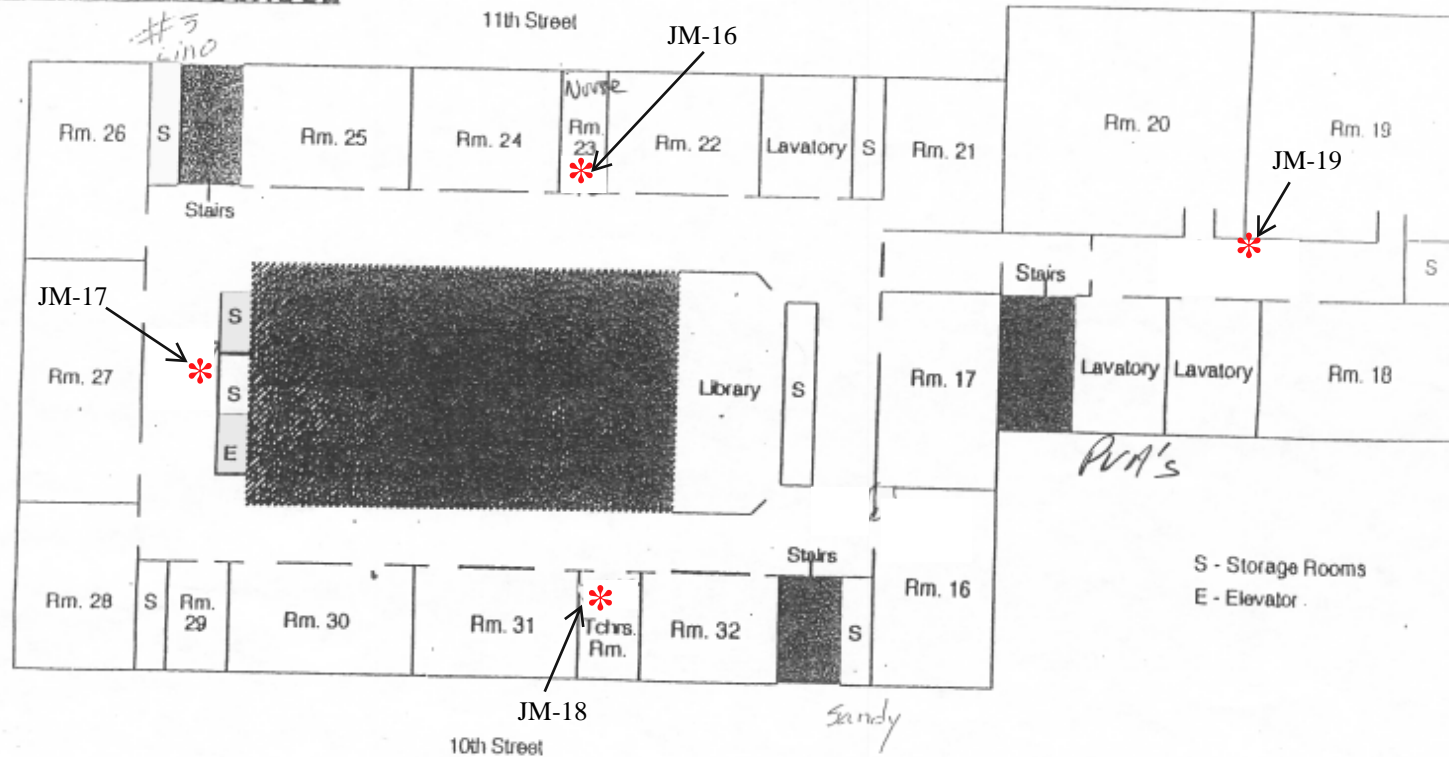 11th Street
#3
Lino
JM-16
Nurse
Rm. 26
S
Rm. 25
Rm. 24
Rm.
23
Rm. 22
Lavatory
S
Rm. 21
Rm. 20
Rm. 19
JM-19
Stairs
JM-17
S
Rm. 27
S
E
Library
S
Rm. 17
Stairs
Lavatory
Lavatory
Rm. 18
S
PVA's
Stairs
Rm. 28
S
Rm.
29
Rm. 30
Rm. 31
Tchrs.
Rm.
Rm. 32
S
Rm. 16
S - Storage Rooms
E - Elevator
JM-18
Sandy
10th Street